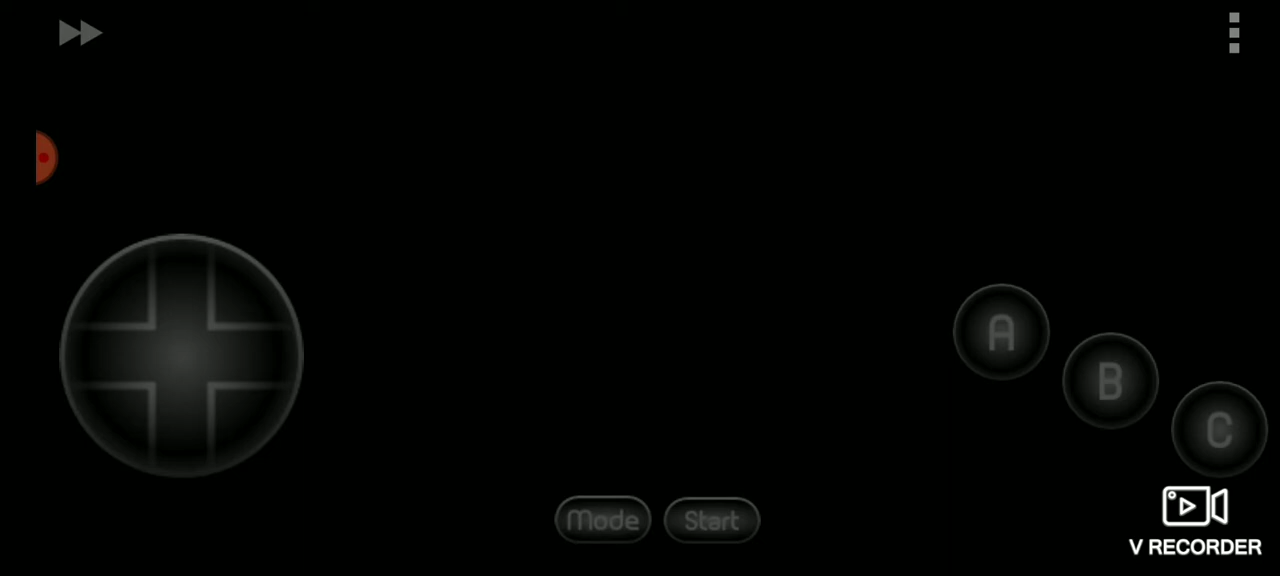 A
B
C
Mode
Start
V RECORDER